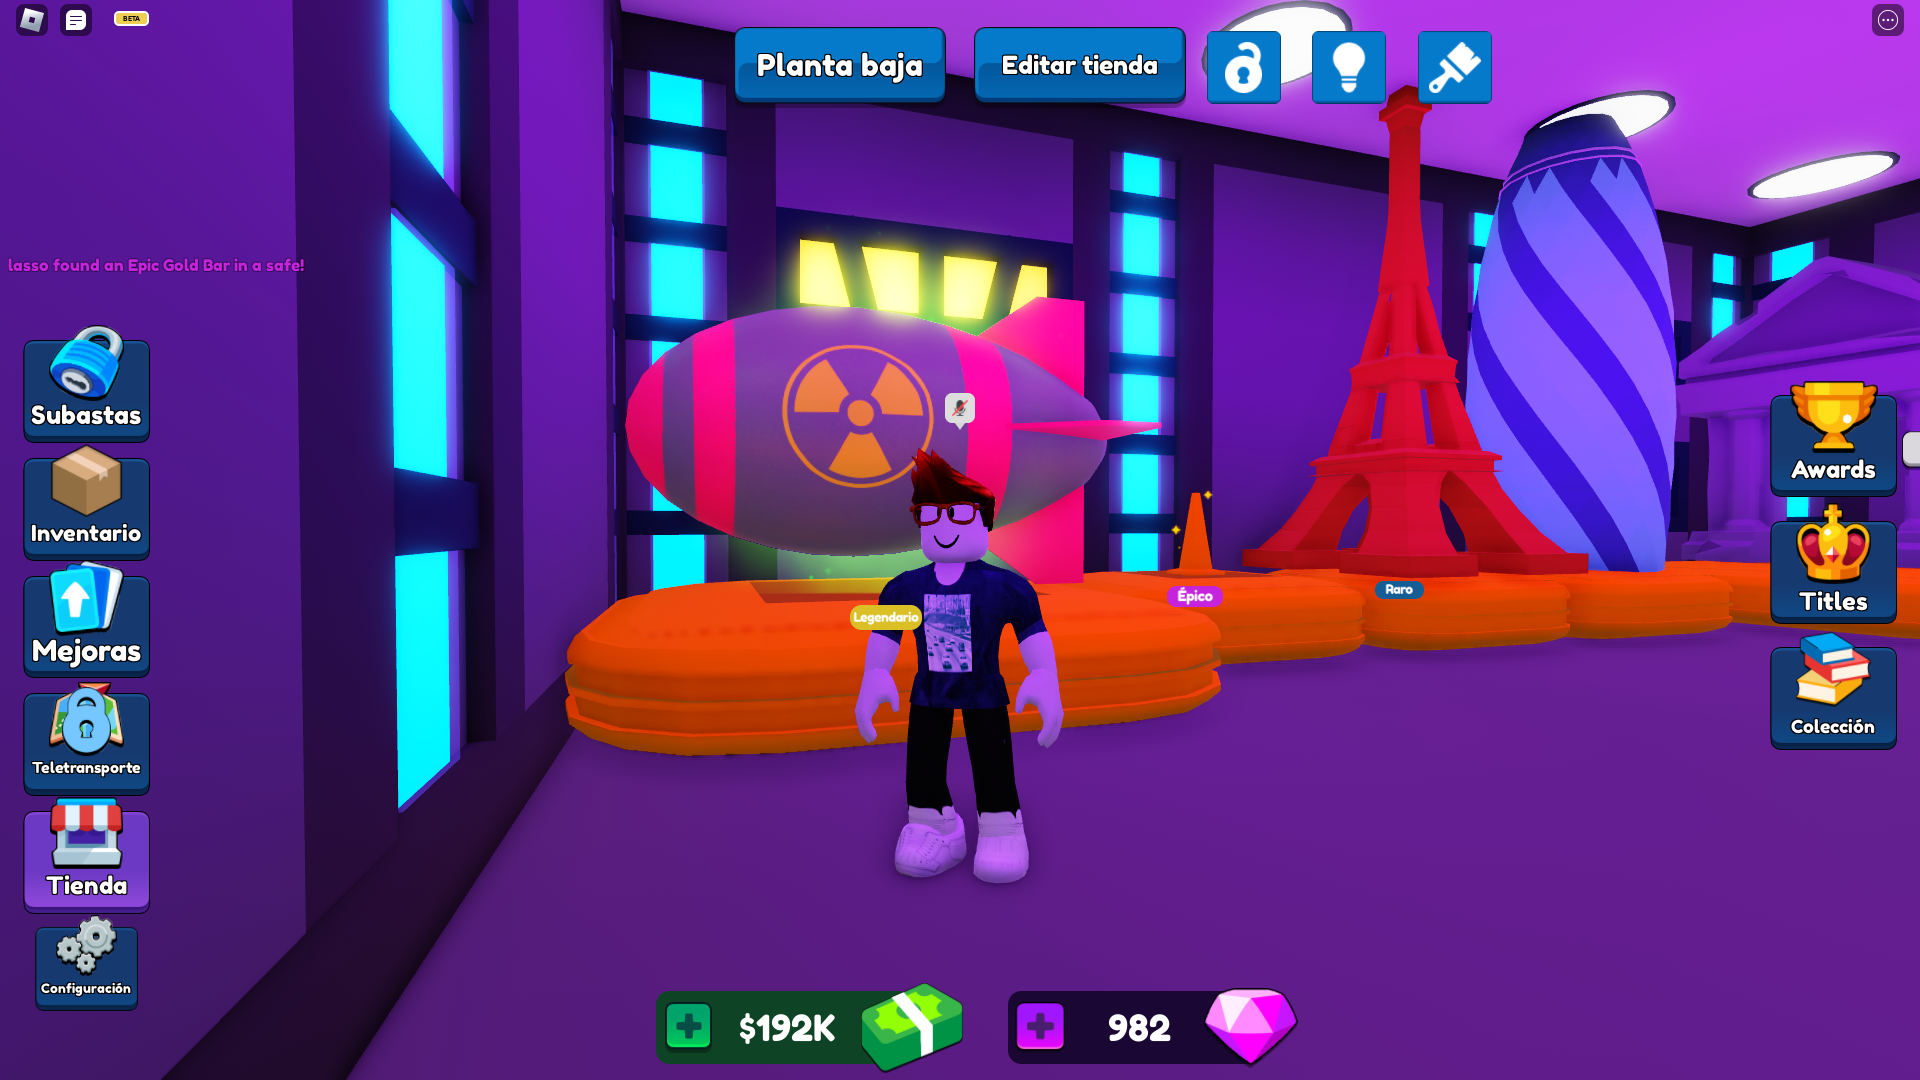 BETA
Planta baja
Editar tienda
lasso found an Epic Gold Bar in a safe!
Subastas
Inventario
Mejoras
Teletransporte
Tienda
Configuración
Awards
Titles
Colección
Legendario
Épico
Raro
$192K
982